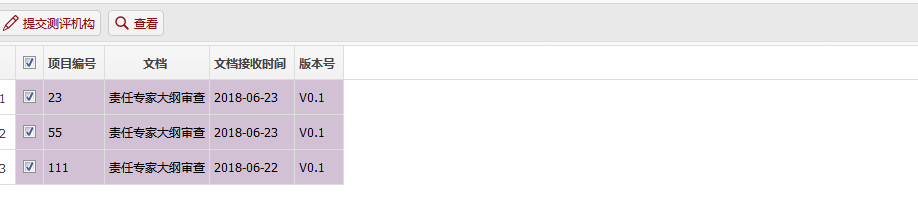 提交测评机构 查看
项目编号 文档 文档接收时间 版本号
1 23 责任专家大纲审查 2018-06-23 V0.1
2 55 责任专家大纲审查 2018-06-23 V0.1
3 111 责任专家大纲审查 2018-06-22 V0.1